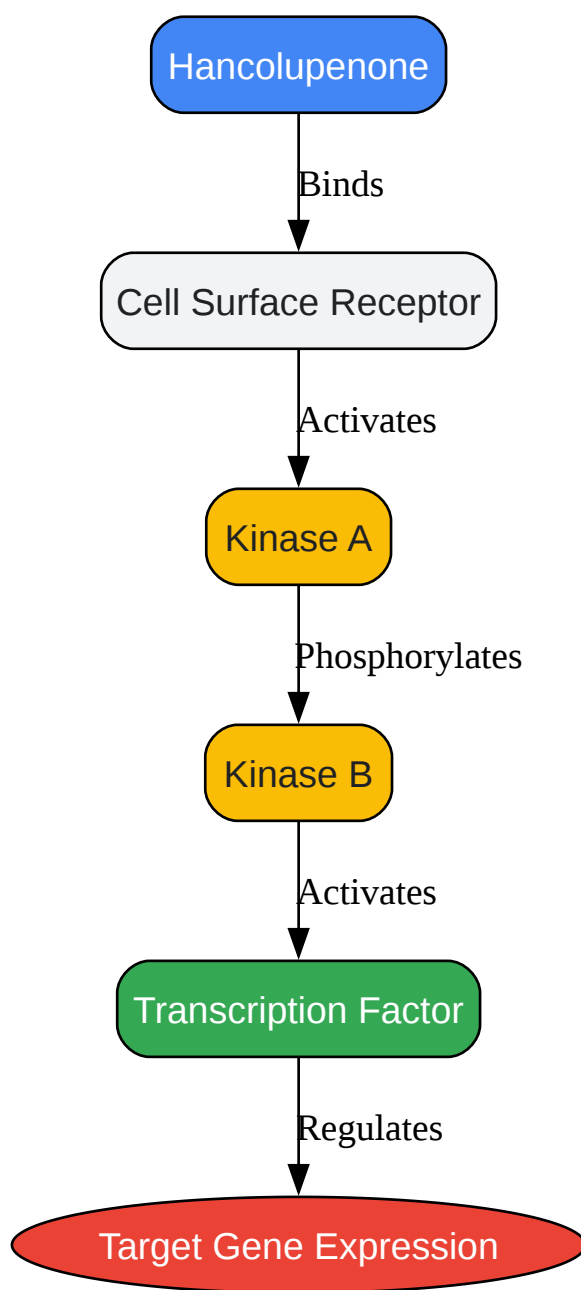 Hancolupenone
Binds
Cell Surface Receptor
Activates
Kinase A
Phosphorylates
Kinase B
Activates
Transcription Factor
Regulates
Target Gene Expression